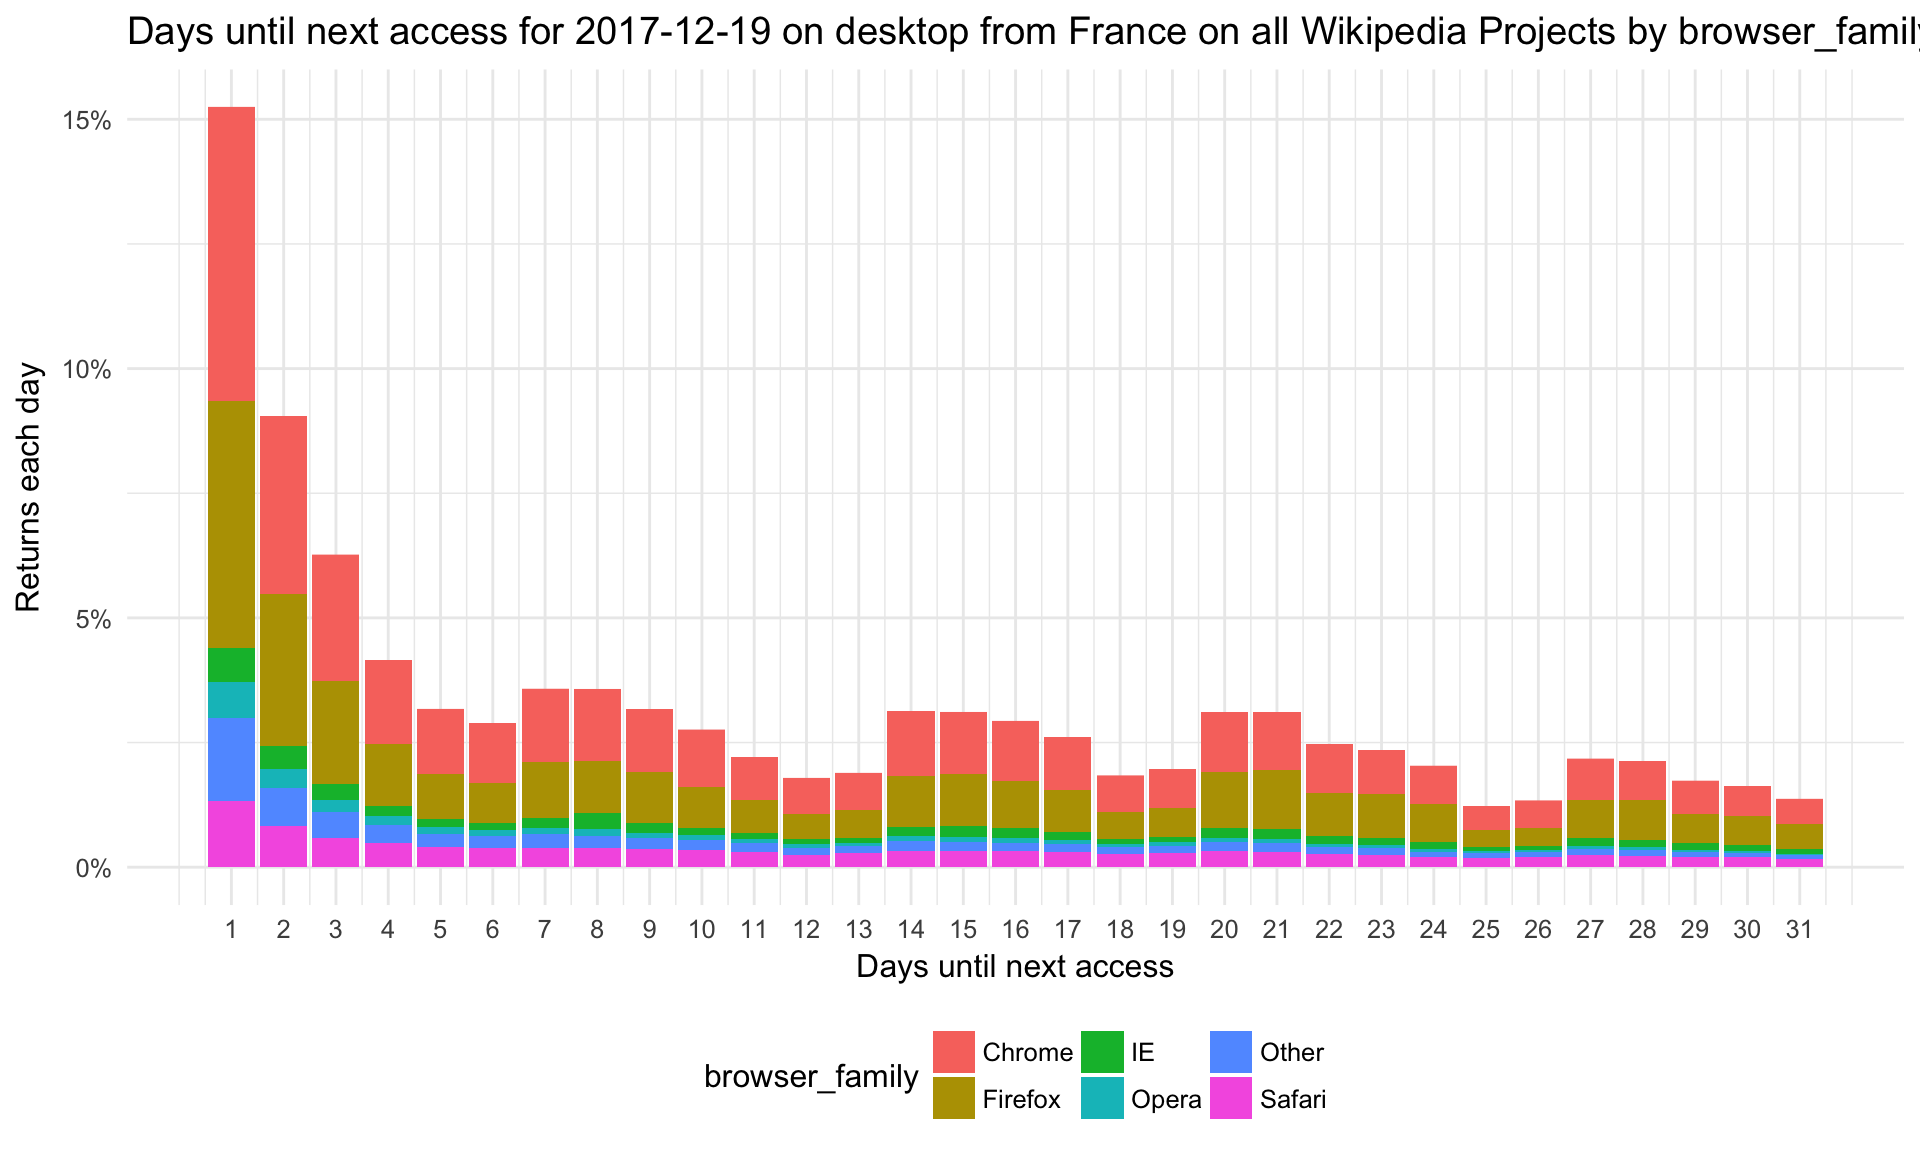 Days until next access for 2017-12-19 on desktop from France on all Wikipedia Projects by browser_family
15%
10%
5%
0%
Returns each day
1 2 3 4 5 6 7 8 9 10 11 12 13 14 15 16 17 18 19 20 21 22 23 24 25 26 27 28 29 30 31
Days until next access
browser_family
Chrome IE Other
Firefox Opera Safari